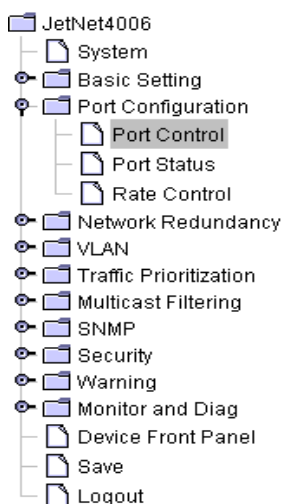 JetNet4006
System
Basic Setting
Port Configuration
Port Control
Port Status
Rate Control
Network Redundancy
VLAN
Traffic Prioritization
Multicast Filtering
SNMP
Security
Warning
Monitor and Diag
Device Front Panel
Save
Logout